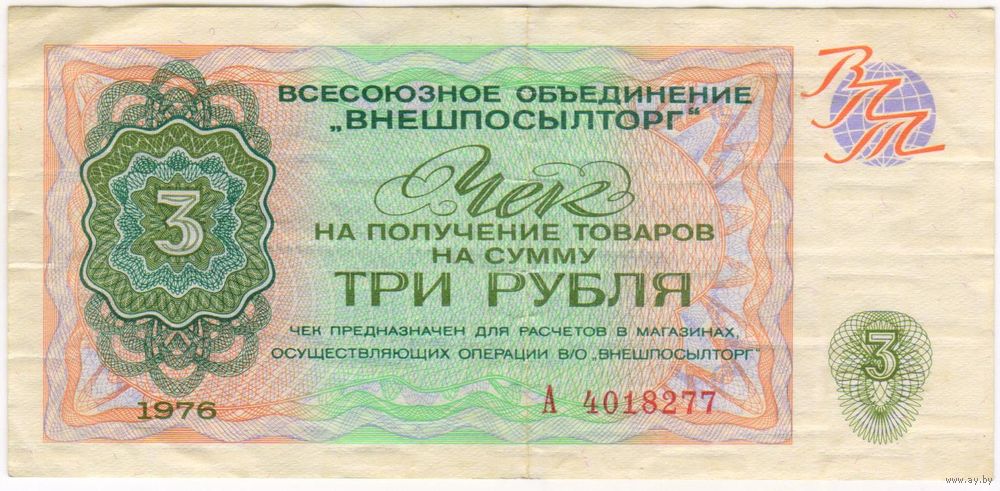 ВСЕСОЮЗНОЕ ОБЪЕДИНЕНИЕ
„ВНЕШПОСЫЛТОРГ“
ВПТ
Чек
НА ПОЛУЧЕНИЕ ТОВАРОВ
НА СУММУ
ТРИ РУБЛЯ
3
ЧЕК ПРЕДНАЗНАЧЕН ДЛЯ РАСЧЕТОВ В МАГАЗИНАХ,
ОСУЩЕСТВЛЯЮЩИХ ОПЕРАЦИИ В/О „ВНЕШПОСЫЛТОРГ“
3
1976
А 4018277
www.ay.by